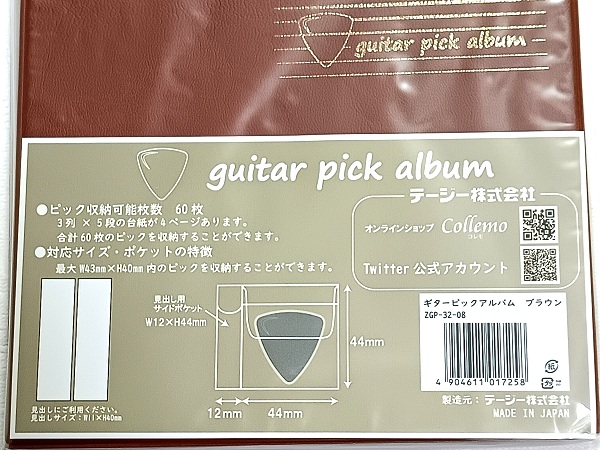 guitar pick album
guitar pick album
テージー株式会社
●ピック収納可能枚数 60枚
3列 × 5段の台紙が4ページあります。
合計60枚のピックを収納することができます。
●対応サイズ・ポケットの特徴
最大W43mm×H40mm内のピックを収納することができます。
オンラインショップ Collemo
コレモ
Twitter 公式アカウント
見出し用
サイドポケット
W12×H44mm
44mm
12mm 44mm
見出しにご利用ください。
見出しサイズ:W11×H40mm
ギターピックアルバム ブラウン
ZGP-32-08
4 904611 017258
紙
プラ
製造元: テージー株式会社
MADE IN JAPAN